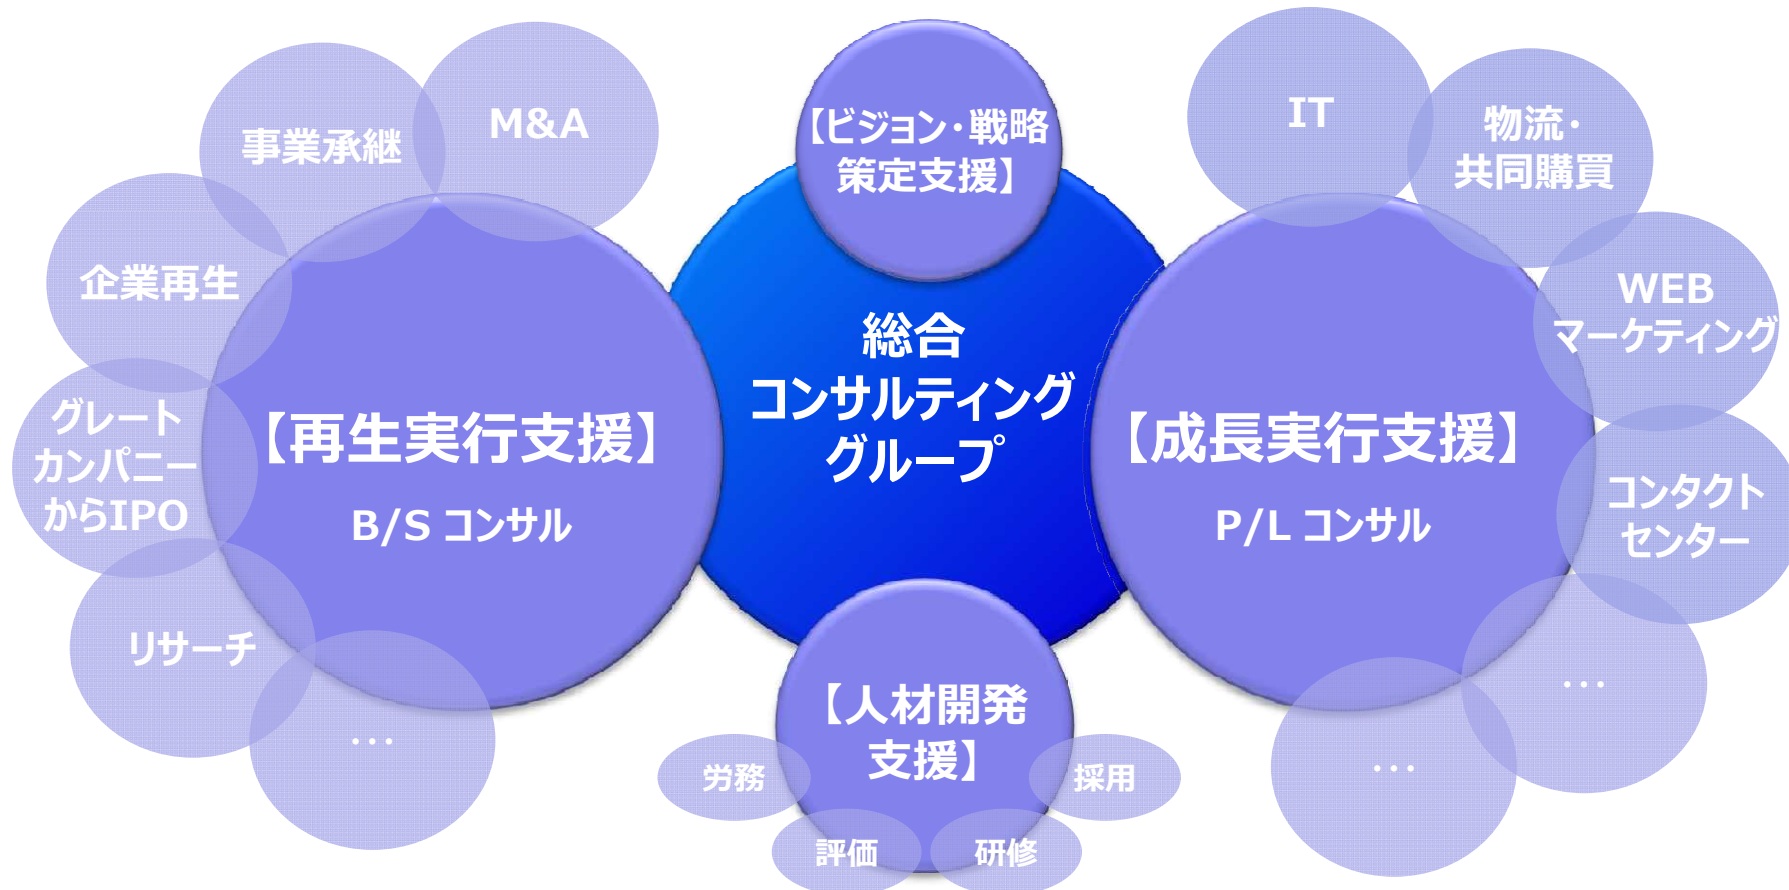 M&A
事業承継
企業再生
グレート
カンパニー
からIPO
リサーチ
…
【再生実行支援】
B/S コンサル
【ビジョン・戦略
策定支援】
総合
コンサルティング
グループ
【人材開発
支援】
労務
評価
研修
採用
【成長実行支援】
P/L コンサル
IT
物流・
共同購買
WEB
マーケティング
コンタクト
センター
…
…